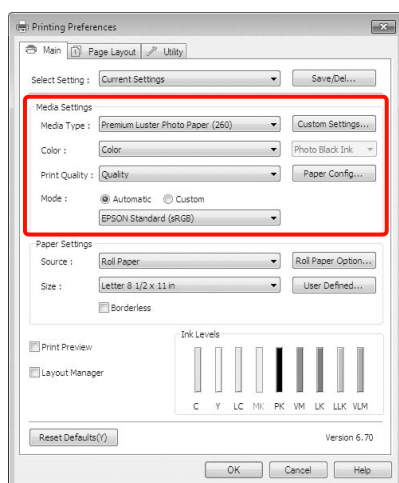 Printing Preferences
Main Page Layout Utility
Select Setting : Current Settings Save/Del...
Media Settings
Media Type : Premium Luster Photo Paper (260) Custom Settings...
Color : Color Photo Black Ink
Print Quality : Quality Paper Config...
Mode : Automatic Custom
EPSON Standard (sRGB)
Paper Settings
Source : Roll Paper Roll Paper Option...
Size : Letter 8 1/2 x 11 in User Defined...
Borderless
Ink Levels
Print Preview
Layout Manager
C Y LC MK PK VM LK LLK VLM
Reset Defaults(Y) Version 6.70
OK Cancel Help